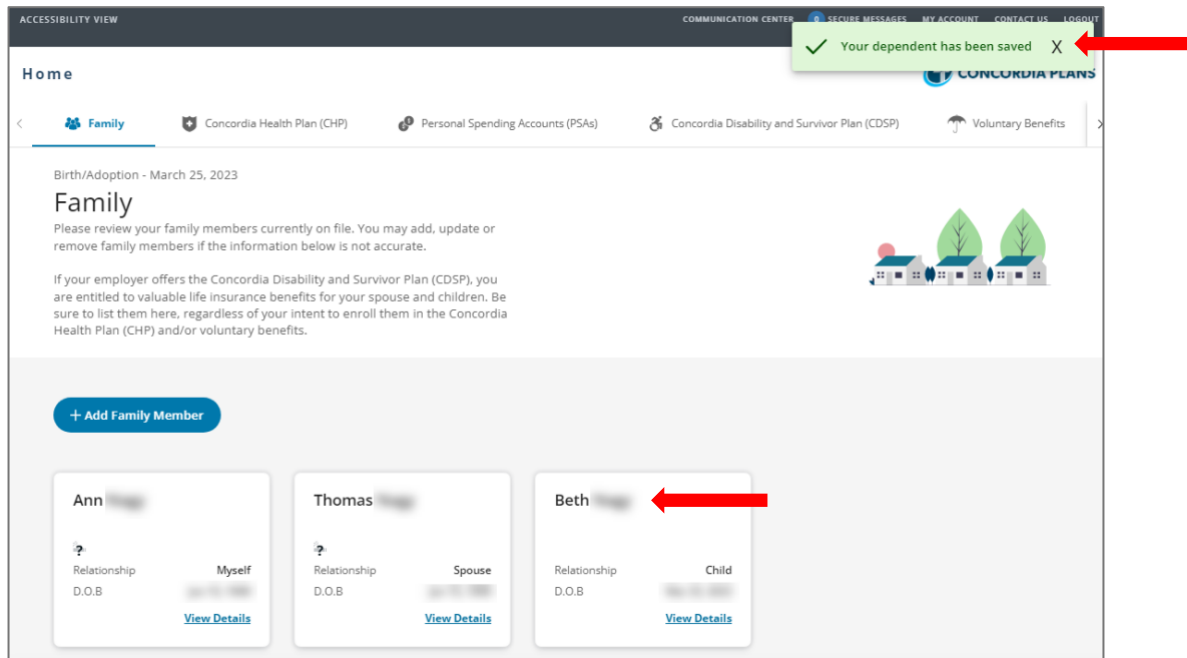 ACCESSIBILITY VIEW COMMUNICATION CENTER 0 SECURE MESSAGES MY ACCOUNT CONTACT US LOGOUT
Your dependent has been saved X
Home CONCORDIA PLANS
< Family Concordia Health Plan (CHP) Personal Spending Accounts (PSAs) Concordia Disability and Survivor Plan (CDSP) Voluntary Benefits >
Birth/Adoption - March 25, 2023
Family
Please review your family members currently on file. You may add, update or
remove family members if the information below is not accurate.
If your employer offers the Concordia Disability and Survivor Plan (CDSP), you
are entitled to valuable life insurance benefits for your spouse and children. Be
sure to list them here, regardless of your intent to enroll them in the Concordia
Health Plan (CHP) and/or voluntary benefits.
+ Add Family Member
Ann
?
Relationship Myself
D.O.B
View Details
Thomas
?
Relationship Spouse
D.O.B
View Details
Beth
Relationship Child
D.O.B
View Details